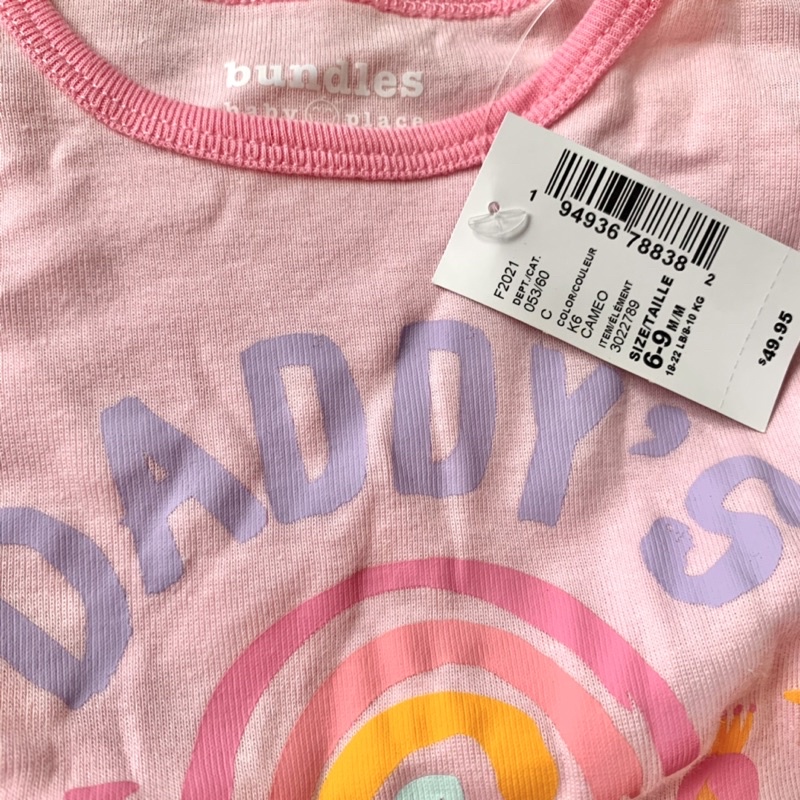 bundles
baby place
1 94936 78838 2
F2021
DEPT./CAT.
053/60
C
COLOR/COULEUR
K6
CAMEO
ITEM/ÉLÉMENT
3022789
SIZE/TAILLE
6-9 M/M
18-22 LB/8-10 KG
$49.95
DADDY'S